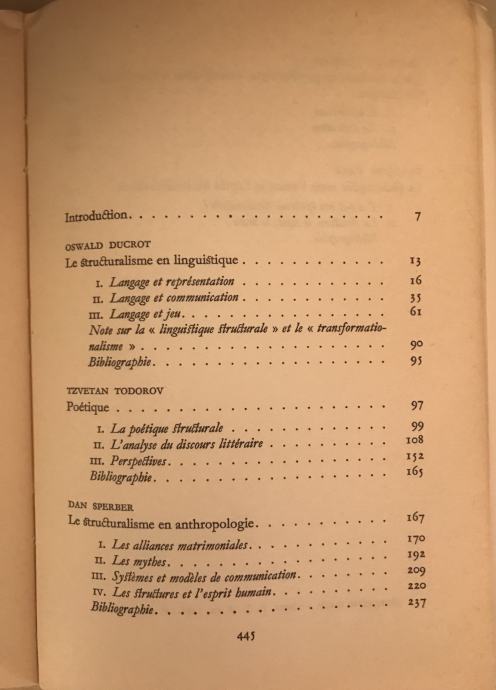 Introduction. . . . . . . . . . . . . . . . . . . 7
OSWALD DUCROT
Le structuralisme en linguistique . . . . . . . . . . . 13
I. Langage et représentation . . . . . . . . . . . 16
II. Langage et communication . . . . . . . . . . . 35
III. Langage et jeu. . . . . . . . . . . . . . . 61
Note sur la « linguistique structurale » et le « transformatio-
nalisme » . . . . . . . . . . . . . . . . . . 90
Bibliographie. . . . . . . . . . . . . . . . . 95
TZVETAN TODOROV
Poétique . . . . . . . . . . . . . . . . . . . . 97
I. La poétique structurale . . . . . . . . . . . . 99
II. L'analyse du discours littéraire . . . . . . . . . 108
III. Perspectives. . . . . . . . . . . . . . . . 152
Bibliographie. . . . . . . . . . . . . . . . . 165
DAN SPERBER
Le structuralisme en anthropologie. . . . . . . . . . 167
I. Les alliances matrimoniales. . . . . . . . . . . 170
II. Les mythes. . . . . . . . . . . . . . . . . 192
III. Systèmes et modèles de communication. . . . . . . 209
IV. Les structures et l'esprit humain. . . . . . . . . 220
Bibliographie. . . . . . . . . . . . . . . . . 237
445